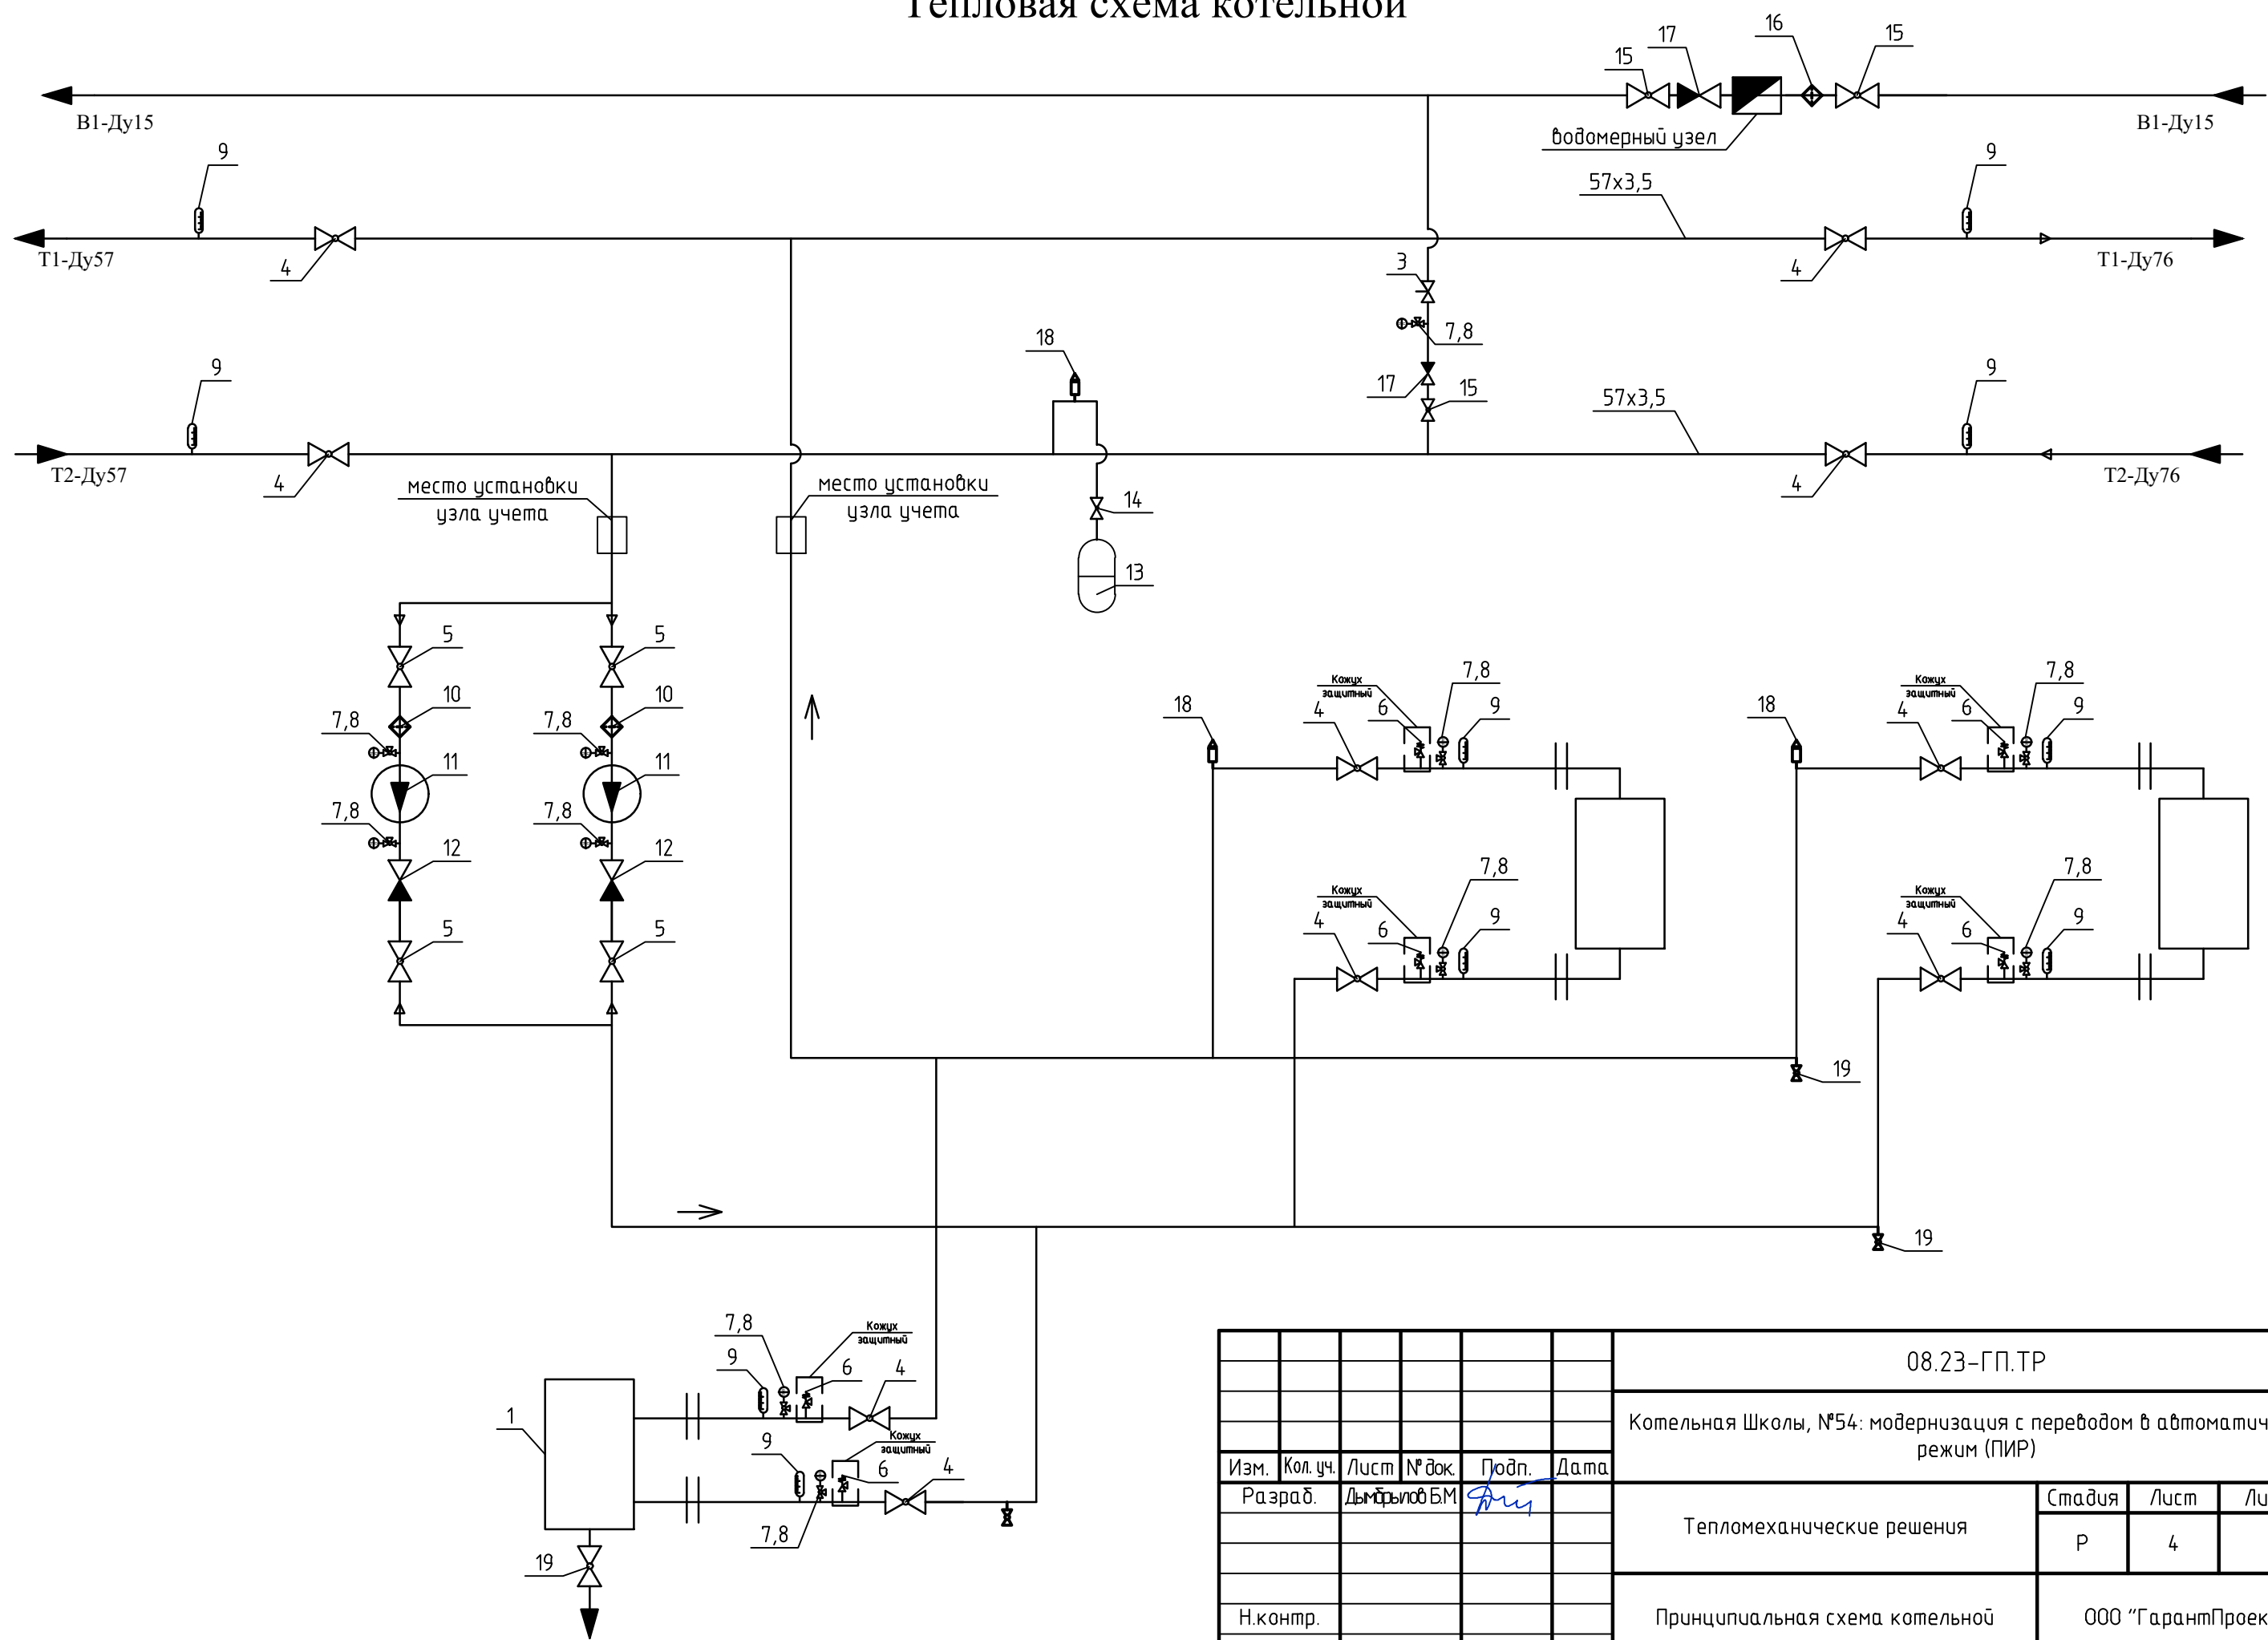 Тепловая схема котельной
15
17
16
15
В1-Ду15
В1-Ду15
водомерный узел
9
57х3,5
9
Т1-Ду57
4
3
4
Т1-Ду76
7,8
18
9
17
15
57х3,5
9
Т2-Ду57
4
место установки
узла учета
место установки
узла учета
14
4
Т2-Ду76
13
5
5
10
10
7,8
7,8
11
11
7,8
7,8
12
12
5
5
18
4
Кожух
защитный
6
7,8
9
18
4
Кожух
защитный
6
7,8
9
4
Кожух
защитный
6
7,8
9
4
Кожух
защитный
6
7,8
9
19
19
7,8
Кожух
защитный
9
6
4
1
9
Кожух
защитный
6
4
7,8
19
08.23-ГП.ТР
Котельная Школы, №54: модернизация с переводом в автоматич
режим (ПИР)
Изм.
Кол. уч.
Лист
№ док.
Подп.
Дата
Разраб.
Дымбрылов Б.М.
Тепломеханические решения
Стадия
Лист
Ли
Р
4
Н.контр.
Принципиальная схема котельной
ООО "ГарантПроек